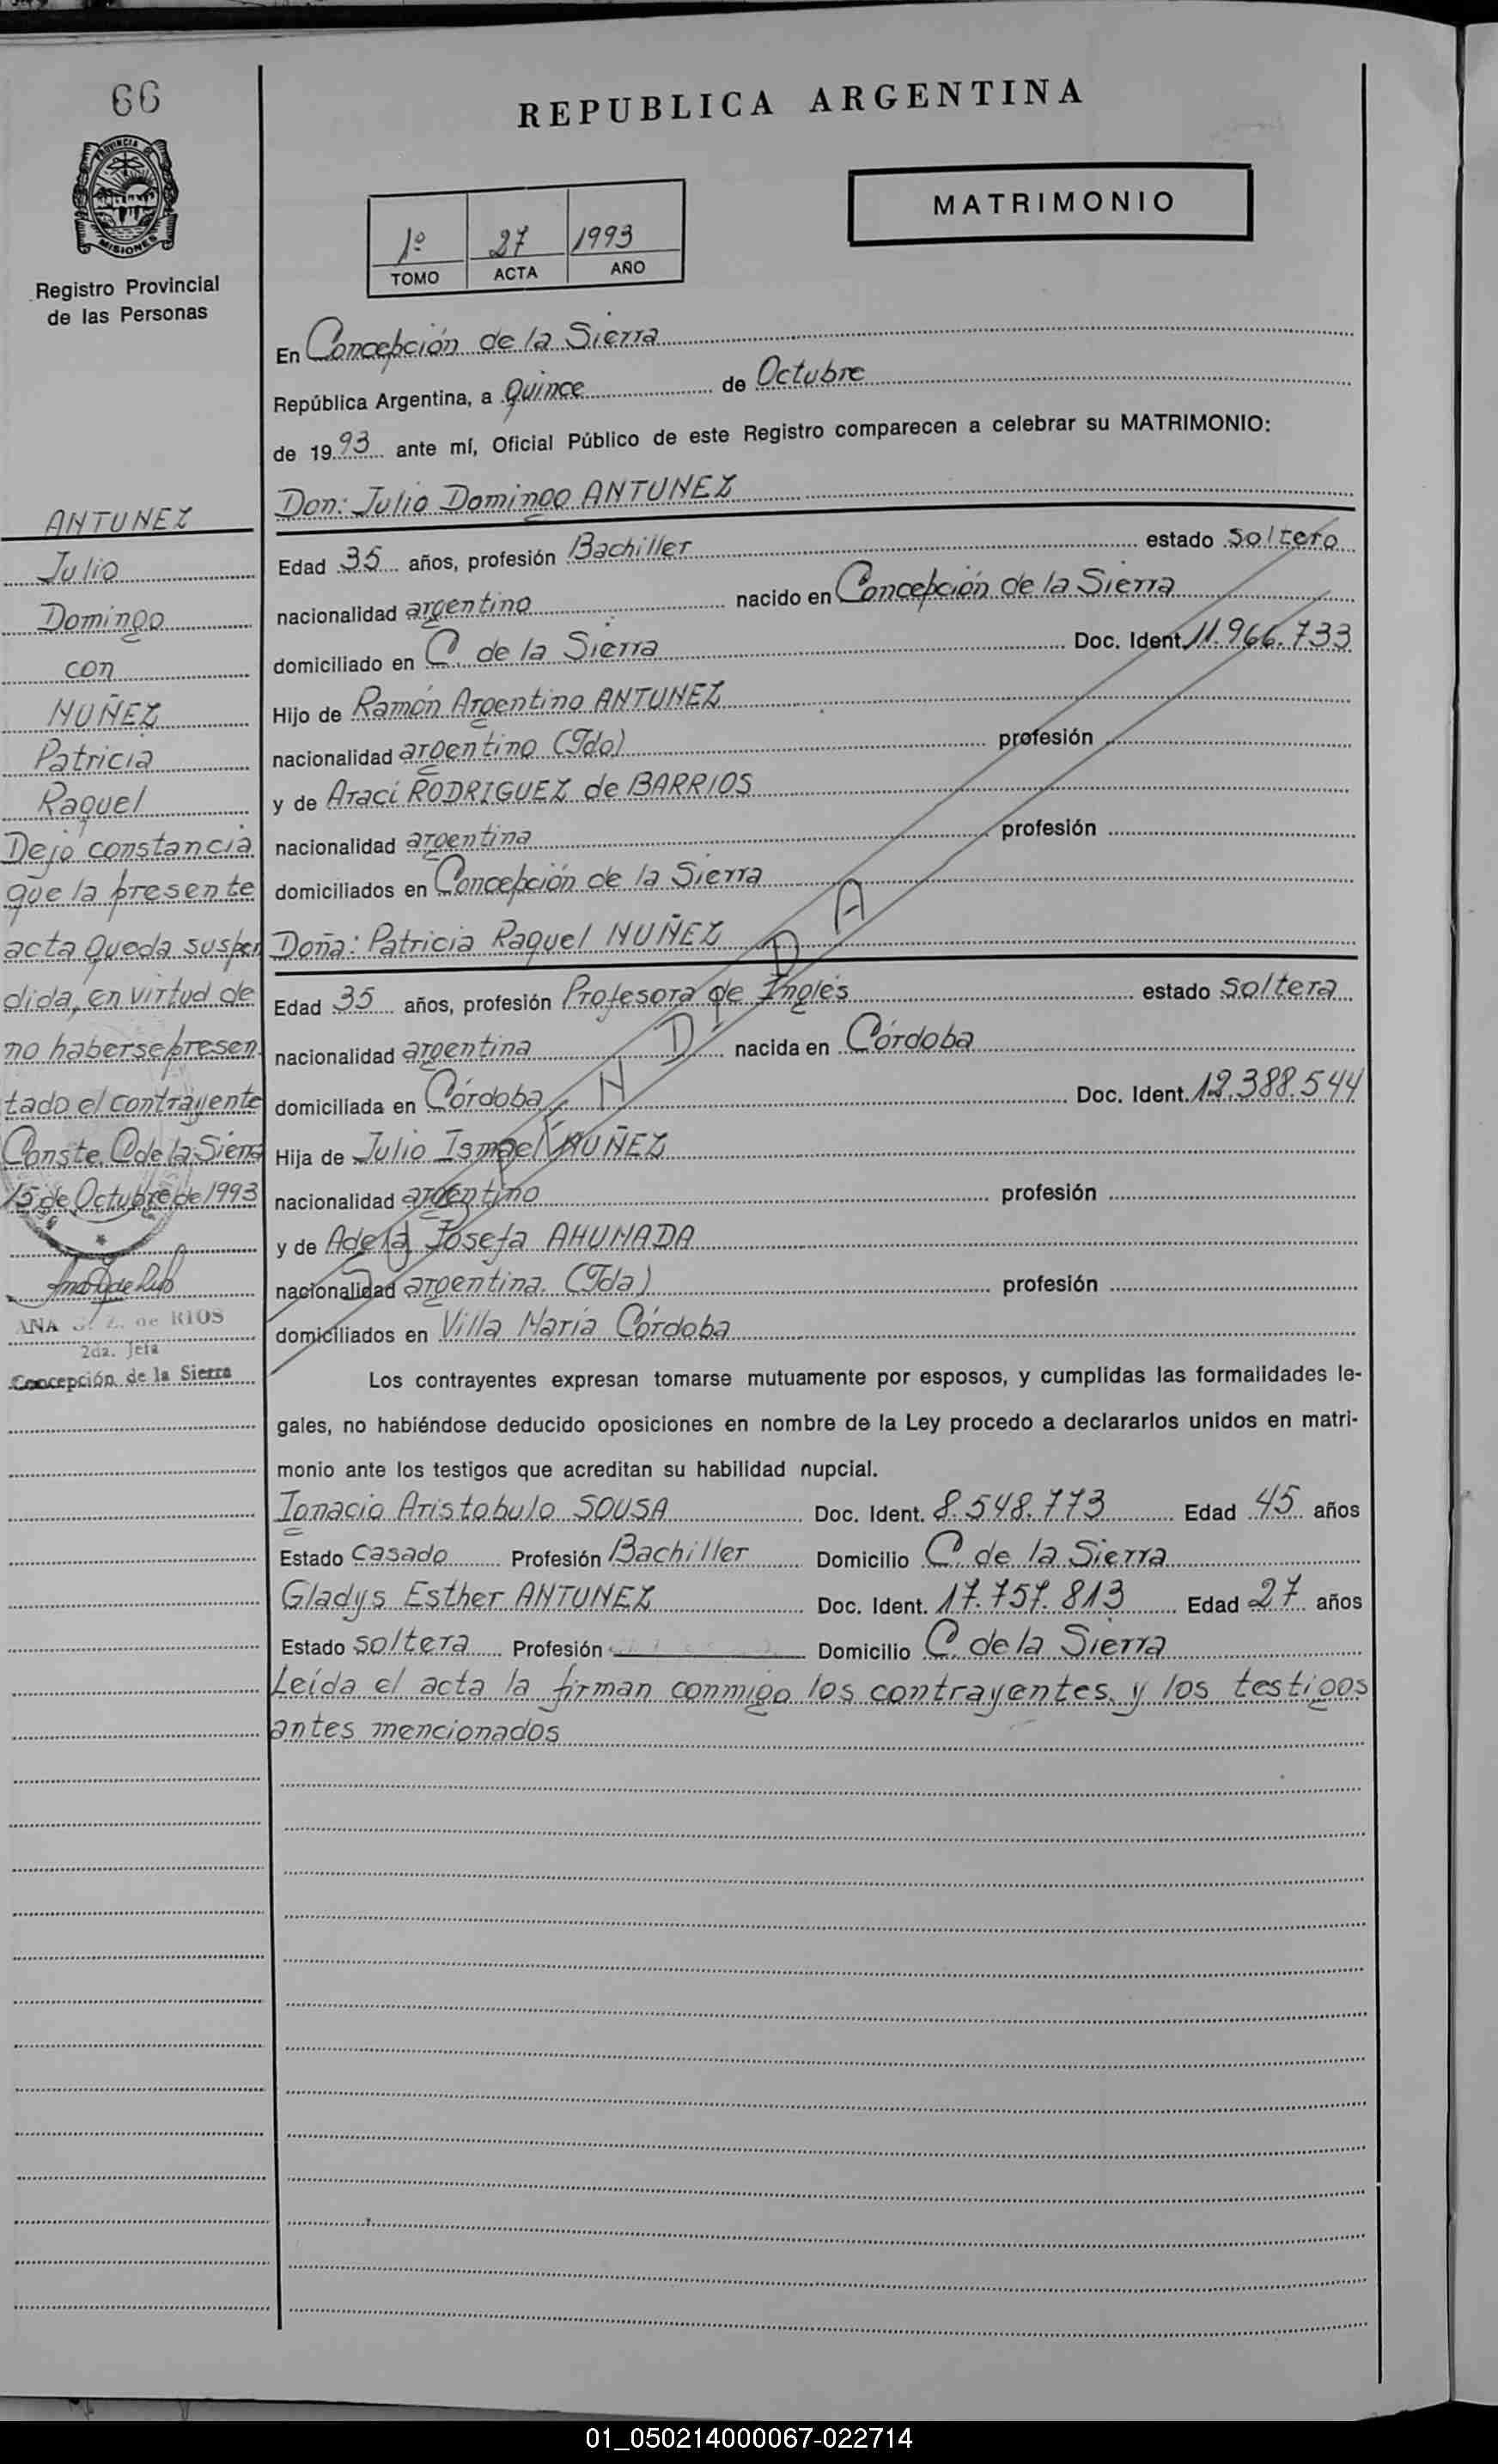 66
REPUBLICA ARGENTINA
PROVINCIA DE
MISIONES
MATRIMONIO
1º 27 1993
TOMO ACTA AÑO
Registro Provincial
de las Personas
En Concepción de la Sierra
República Argentina, a Quince de Octubre
de 1993 ante mí, Oficial Público de este Registro comparecen a celebrar su MATRIMONIO:
Don: Julio Domingo ANTUNEZ
Edad 35 años, profesión Bachiller estado soltero
nacionalidad argentino nacido en Concepción de la Sierra
domiciliado en C. de la Sierra Doc. Ident. 11.966.733
Hijo de Ramón Argentino ANTUNEZ
nacionalidad argentino (Fdo) profesión
y de Araci RODRIGUEZ de BARRIOS
nacionalidad argentina profesión
domiciliados en Concepción de la Sierra
Doña: Patricia Raquel NUÑEZ
Edad 35 años, profesión Profesora de Inglés estado soltera
nacionalidad argentina nacida en Córdoba
domiciliada en Córdoba Doc. Ident. 12.388.544
Hija de Julio Ismael NUÑEZ
nacionalidad argentino profesión
y de Adela Josefa AHUMADA
nacionalidad argentina. (Fda) profesión
domiciliados en Villa María Córdoba
Los contrayentes expresan tomarse mutuamente por esposos, y cumplidas las formalidades le-
gales, no habiéndose deducido oposiciones en nombre de la Ley procedo a declararlos unidos en matri-
monio ante los testigos que acreditan su habilidad nupcial.
Ignacio Aristobulo SOUSA Doc. Ident. 8.548.773 Edad 45 años
Estado casado Profesión Bachiller Domicilio C. de la Sierra
Gladys Esther ANTUNEZ Doc. Ident. 17.757.813 Edad 27 años
Estado soltera Profesión Domicilio C. de la Sierra
Leída el acta la firman conmigo los contrayentes, y los testigos
antes mencionados
ANTUNEZ
Julio
Domingo
con
NUÑEZ
Patricia
Raquel
Dejo constancia
que la presente
acta queda suspen
dida, en virtud de
no haberse presen
tado el contrayente
Conste. C de la Sierra
15 de Octubre de 1993
ANA G. Z. de RIOS
2da. Jefa
Concepción de la Sierra
01_050214000067-022714